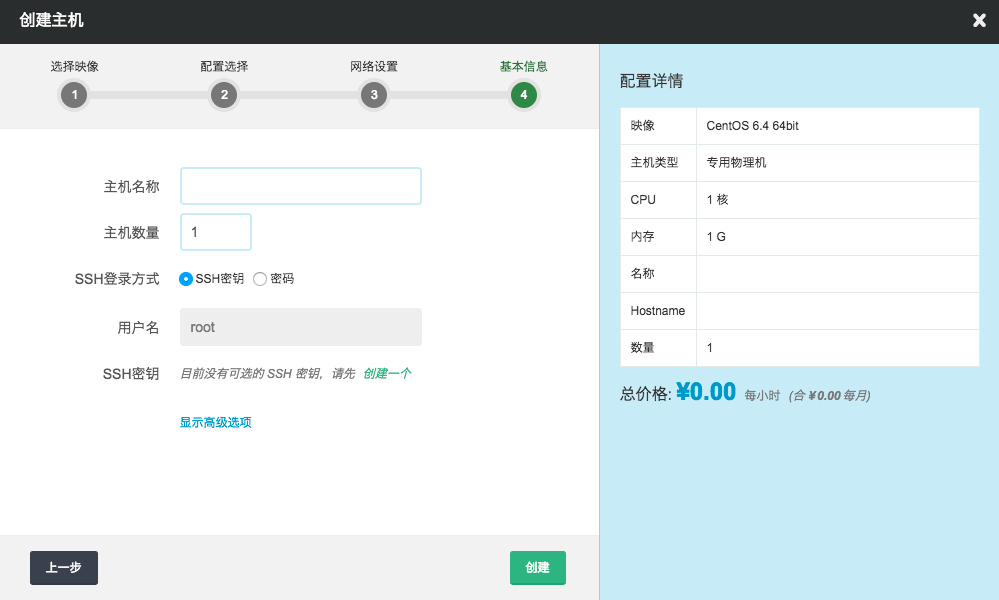 创建主机
选择映像 配置选择 网络设置 基本信息
1 2 3 4
主机名称
主机数量 1
SSH登录方式 SSH密钥 密码
用户名 root
SSH密钥 目前没有可选的 SSH 密钥，请先 创建一个
显示高级选项
上一步 创建
配置详情
映像 CentOS 6.4 64bit
主机类型 专用物理机
CPU 1 核
内存 1 G
名称
Hostname
数量 1
总价格: ¥0.00 每小时 (合 ¥0.00 每月)